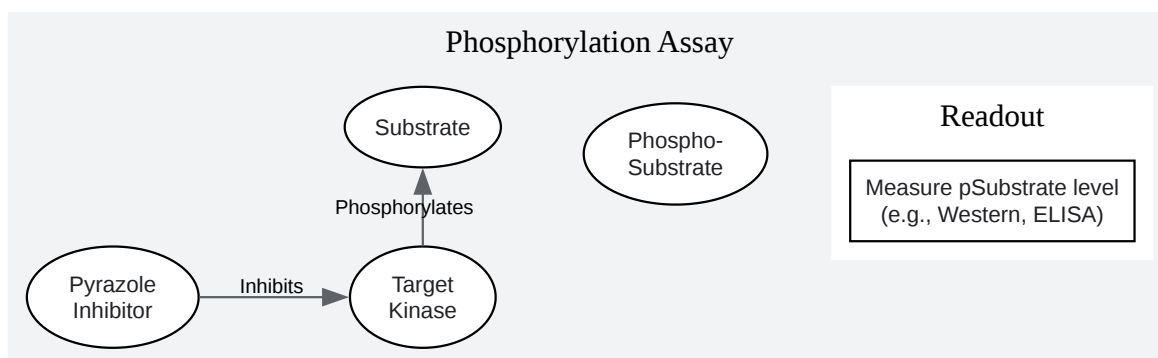 Phosphorylation Assay
Substrate
Phospho-
Substrate
Readout
Measure pSubstrate level
(e.g., Western, ELISA)
Phosphorylates
Pyrazole
Inhibitor
Inhibits
Target
Kinase